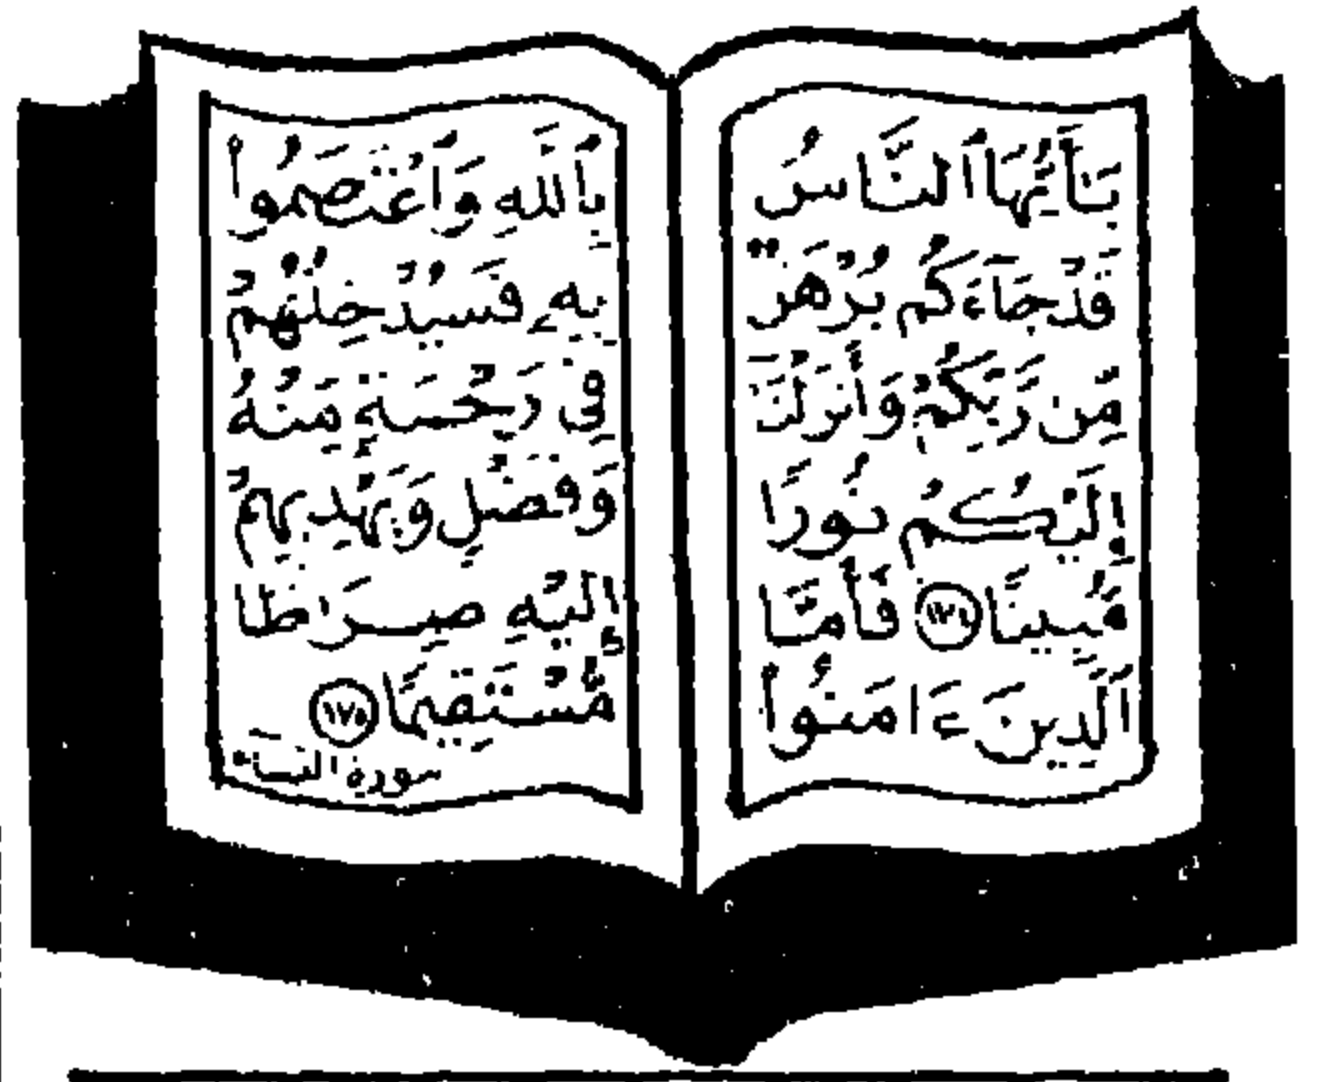 يَٰٓأَيُّهَا ٱلنَّاسُ
قَدْ جَآءَكُم بُرْهَٰنٌ
مِّن رَّبِّكُمْ وَأَنزَلْنَآ
إِلَيْكُمْ نُورًا
مُّبِينًا ١٧٤ فَأَمَّا
ٱلَّذِينَ ءَامَنُوا۟
بِٱللَّهِ وَٱعْتَصَمُوا۟
بِهِۦ فَسَيُدْخِلُهُمْ
فِى رَحْمَةٍ مِّنْهُ
وَفَضْلٍ وَيَهْدِيهِمْ
إِلَيْهِ صِرَٰطًا
مُّسْتَقِيمًا ١٧٥
سورة النساء